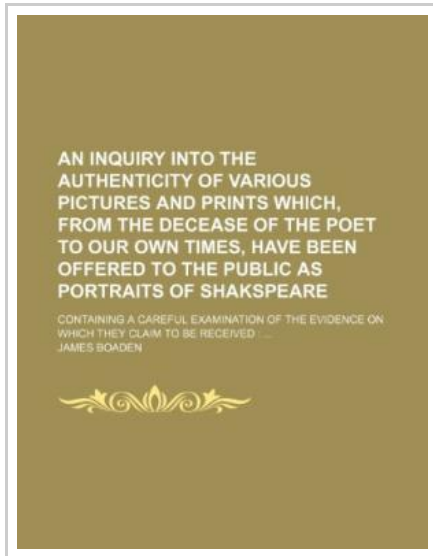 AN INQUIRY INTO THE
AUTHENTICITY OF VARIOUS
PICTURES AND PRINTS WHICH,
FROM THE DECEASE OF THE POET
TO OUR OWN TIMES, HAVE BEEN
OFFERED TO THE PUBLIC AS
PORTRAITS OF SHAKSPEARE
CONTAINING A CAREFUL EXAMINATION OF THE EVIDENCE ON
WHICH THEY CLAIM TO BE RECEIVED : ...
JAMES BOADEN